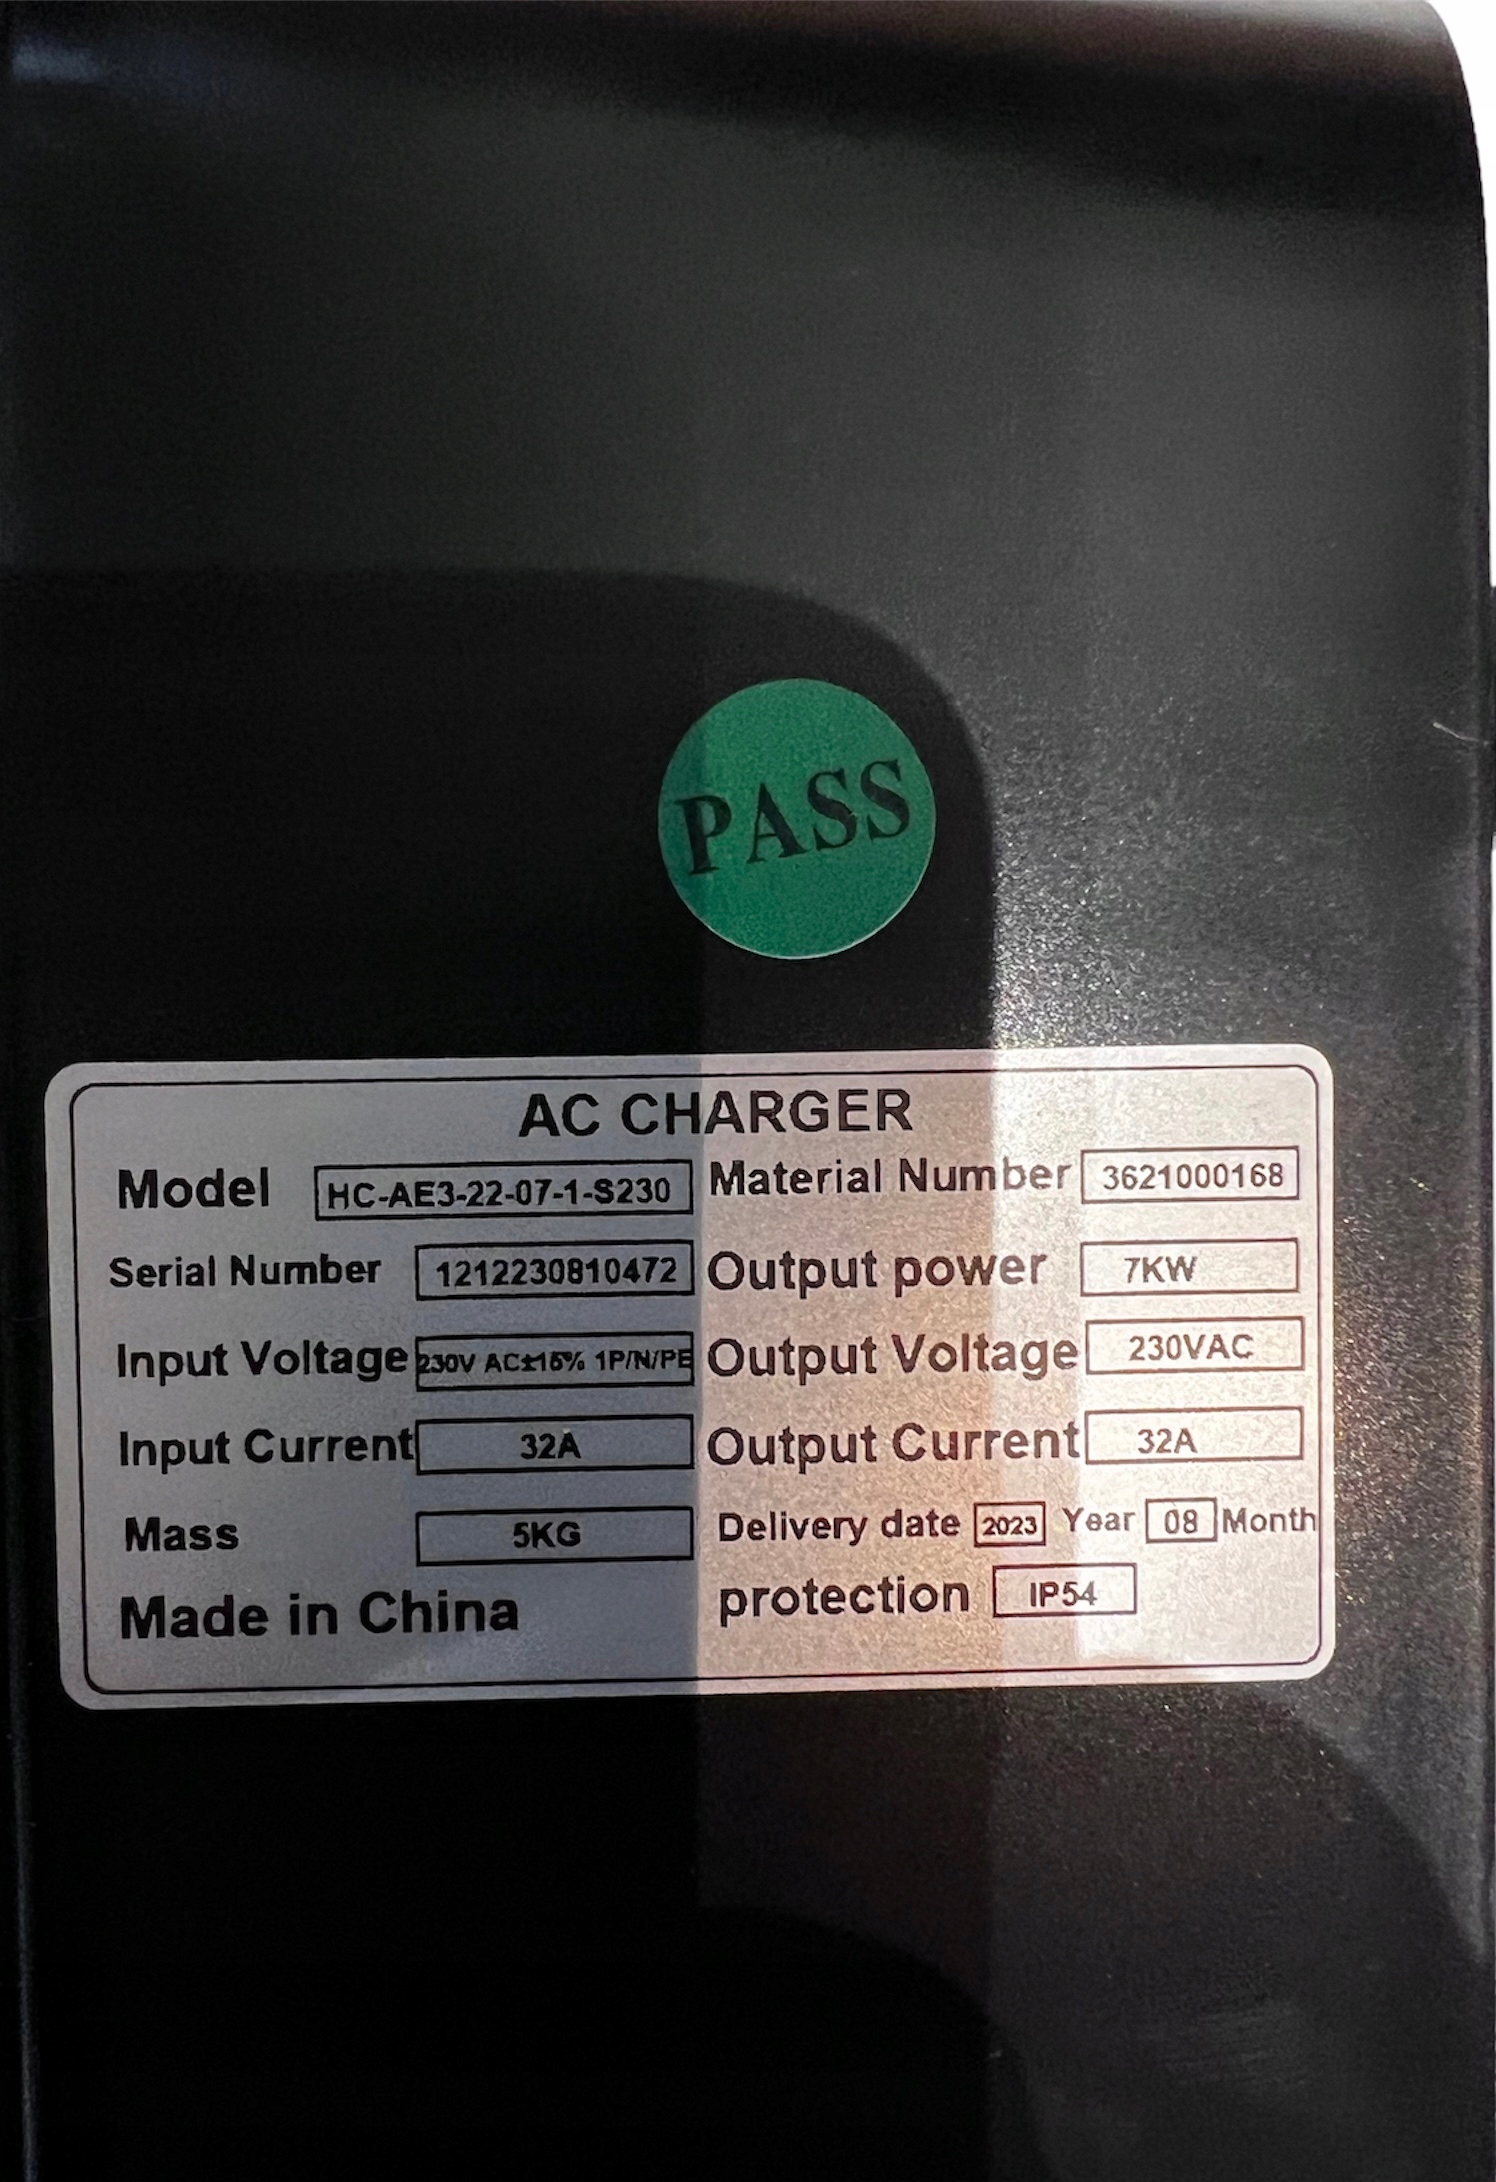 PASS
AC CHARGER
Model HC-AE3-22-07-1-S230 Material Number 3621000168
Serial Number 1212230810472 Output power 7KW
Input Voltage 230V AC±15% 1P/N/PE Output Voltage 230VAC
Input Current 32A Output Current 32A
Mass 5KG Delivery date 2023 Year 08 Month
Made in China protection IP54